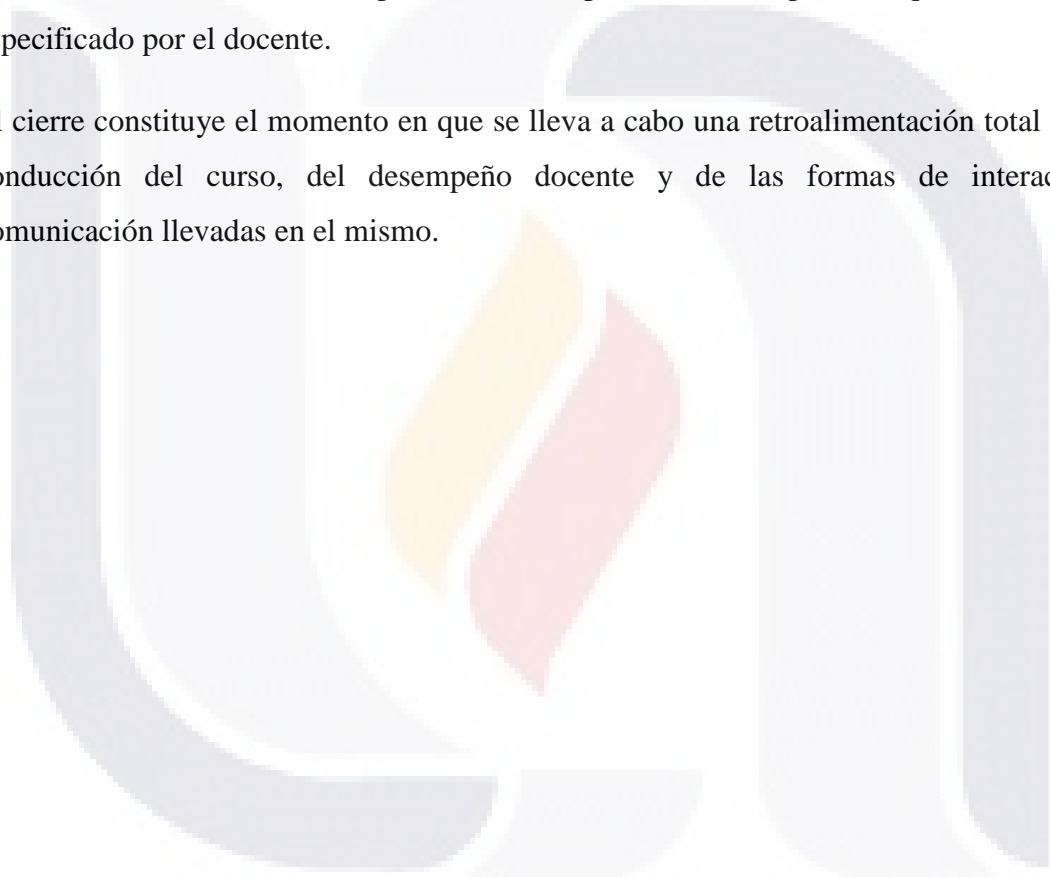 pecificado por el docente.
l cierre constituye el momento en que se lleva a cabo una retroalimentación total
onducción del curso, del desempeño docente y de las formas de interac
omunicación llevadas en el mismo.